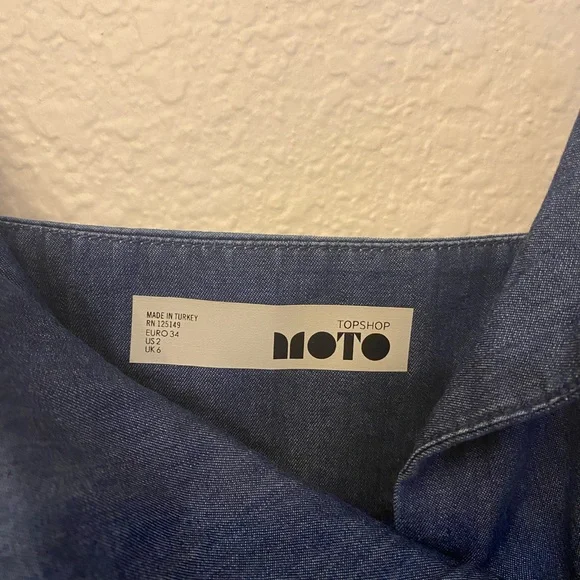 MADE IN TURKEY
RN 125149
EURO 34
US 2
UK 6
TOPSHOP
MOTO